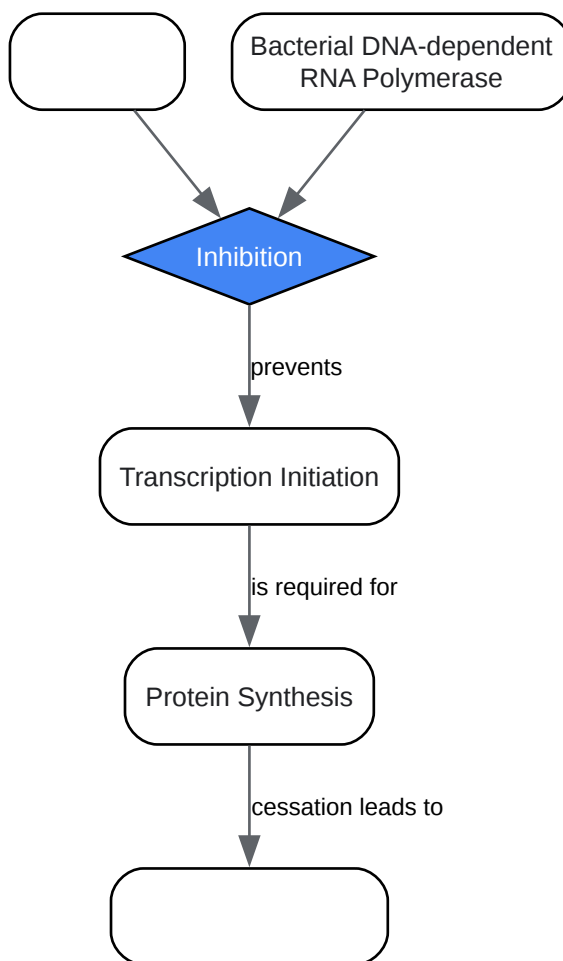 Bacterial DNA-dependent
RNA Polymerase
Inhibition
prevents
Transcription Initiation
is required for
Protein Synthesis
cessation leads to